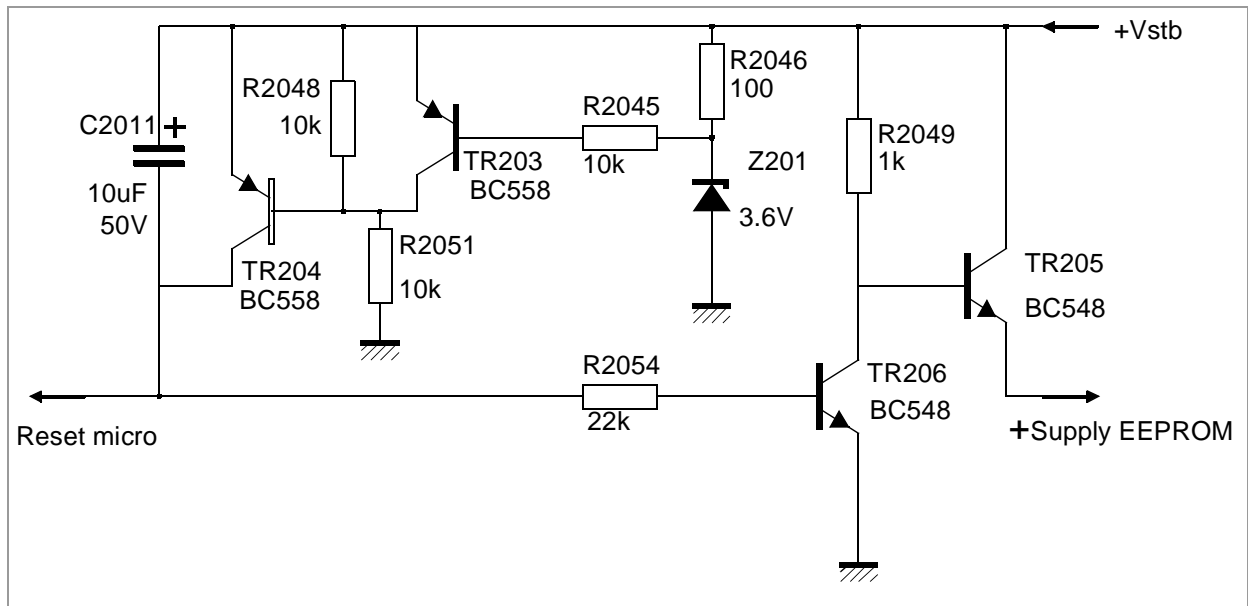 +Vstb
R2046
100
R2048
10k
R2045
10k
C2011
+
10uF
50V
TR203
BC558
Z201
3.6V
R2049
1k
R2051
10k
TR204
BC558
TR205
BC548
R2054
22k
TR206
BC548
Reset micro
+Supply EEPROM